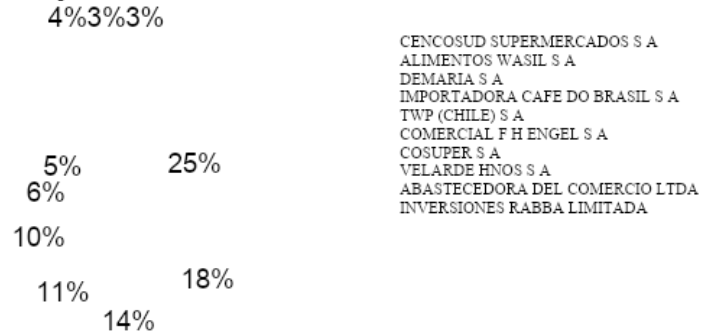 4%3%3%
CENCOSUD SUPERMERCADOS S A
ALIMENTOS WASIL S A
DEMARIA S A
IMPORTADORA CAFE DO BRASIL S A
TWP (CHILE) S A
COMERCIAL F H ENGEL S A
COSUPER S A
VELARDE HNOS S A
ABASTECEDORA DEL COMERCIO LTDA
INVERSIONES RABBA LIMITADA
5%
25%
6%
10%
11%
18%
14%